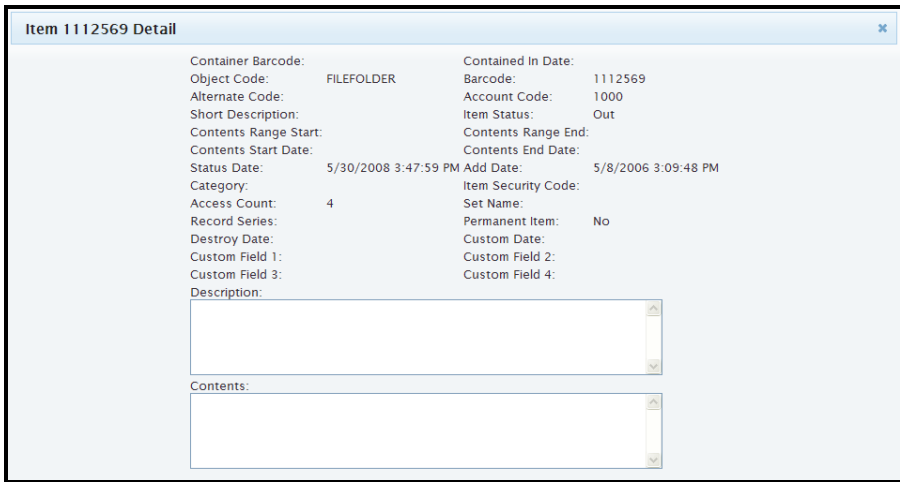 Item 1112569 Detail
Container Barcode: Contained In Date:
Object Code: FILEFOLDER Barcode: 1112569
Alternate Code: Account Code: 1000
Short Description: Item Status: Out
Contents Range Start: Contents Range End:
Contents Start Date: Contents End Date:
Status Date: 5/30/2008 3:47:59 PM Add Date: 5/8/2006 3:09:48 PM
Category: Item Security Code:
Access Count: 4 Set Name:
Record Series: Permanent Item: No
Destroy Date: Custom Date:
Custom Field 1: Custom Field 2:
Custom Field 3: Custom Field 4:
Description:
Contents: